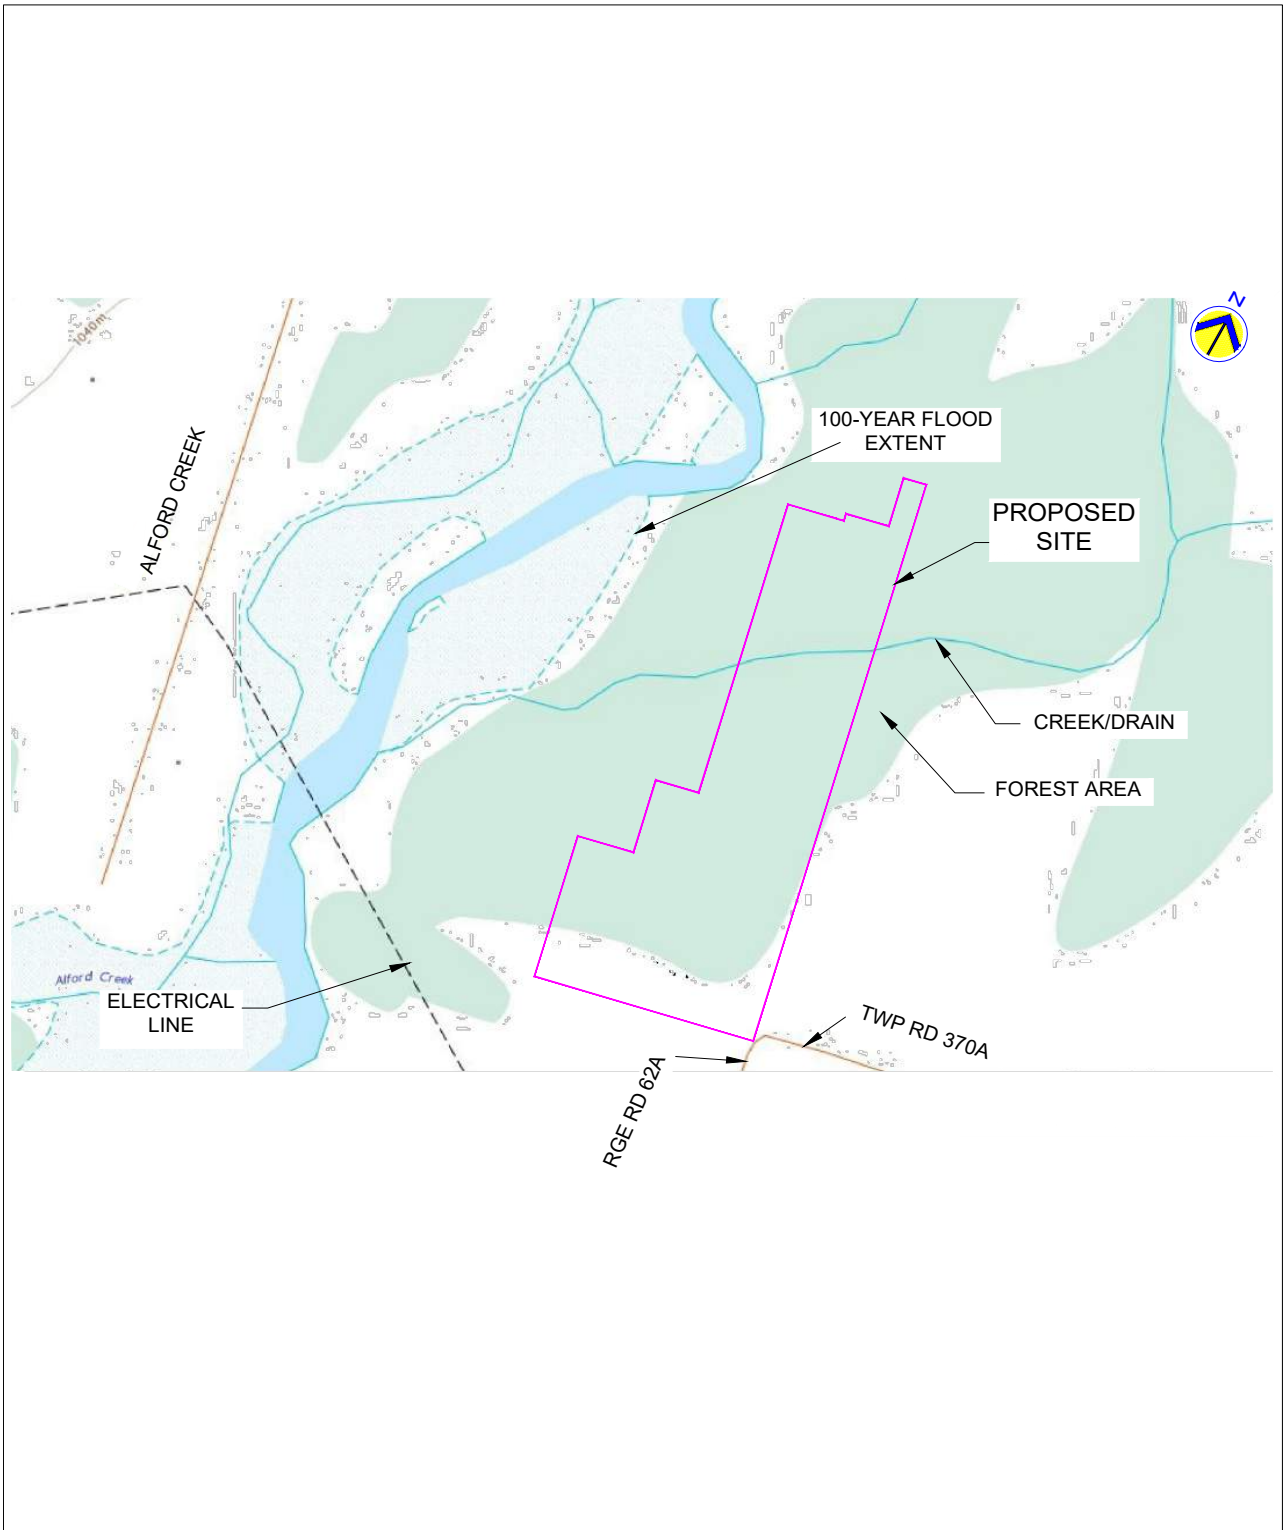 N
1040m
ALFORD CREEK
100-YEAR FLOOD
EXTENT
PROPOSED
SITE
CREEK/DRAIN
FOREST AREA
Alford Creek
ELECTRICAL
LINE
TWP RD 370A
RGE RD 62A